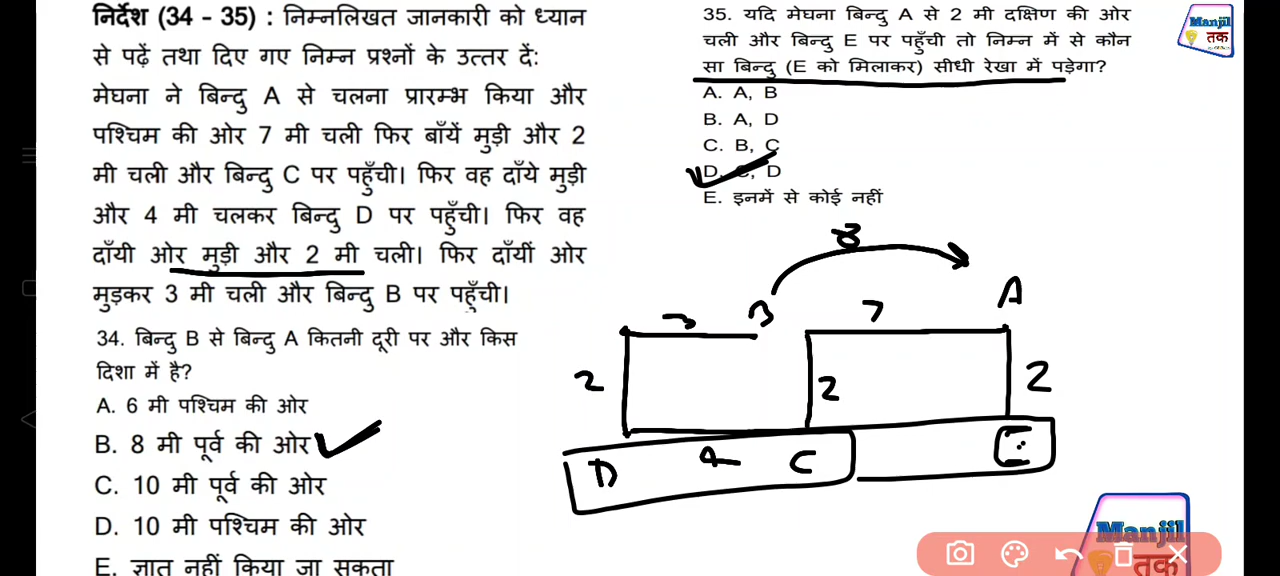 निर्देश (34 - 35) : निम्नलिखत जानकारी को ध्यान
से पढ़ें तथा दिए गए निम्न प्रश्नों के उत्तर दें:
मेघना ने बिन्दु A से चलना प्रारम्भ किया और
पश्चिम की ओर 7 मी चली फिर बाँयें मुड़ी और 2
मी चली और बिन्दु C पर पहुँची। फिर वह दाँये मुड़ी
और 4 मी चलकर बिन्दु D पर पहुँची। फिर वह
दाँयी ओर मुड़ी और 2 मी चली। फिर दाँयीं ओर
मुड़कर 3 मी चली और बिन्दु B पर पहुँची।
34. बिन्दु B से बिन्दु A कितनी दूरी पर और किस
दिशा में है?
A. 6 मी पश्चिम की ओर
B. 8 मी पूर्व की ओर
C. 10 मी पूर्व की ओर
D. 10 मी पश्चिम की ओर
E. ज्ञात नहीं किया जा सकता
35. यदि मेघना बिन्दु A से 2 मी दक्षिण की ओर
चली और बिन्दु E पर पहुँची तो निम्न में से कौन
सा बिन्दु (E को मिलाकर) सीधी रेखा में पड़ेगा?
A. A, B
B. A, D
C. B, C
D. C, D
E. इनमें से कोई नहीं
8
3 B 7 A
2 2 2
D 4 C E
Manjil
तक
Manjil
तक